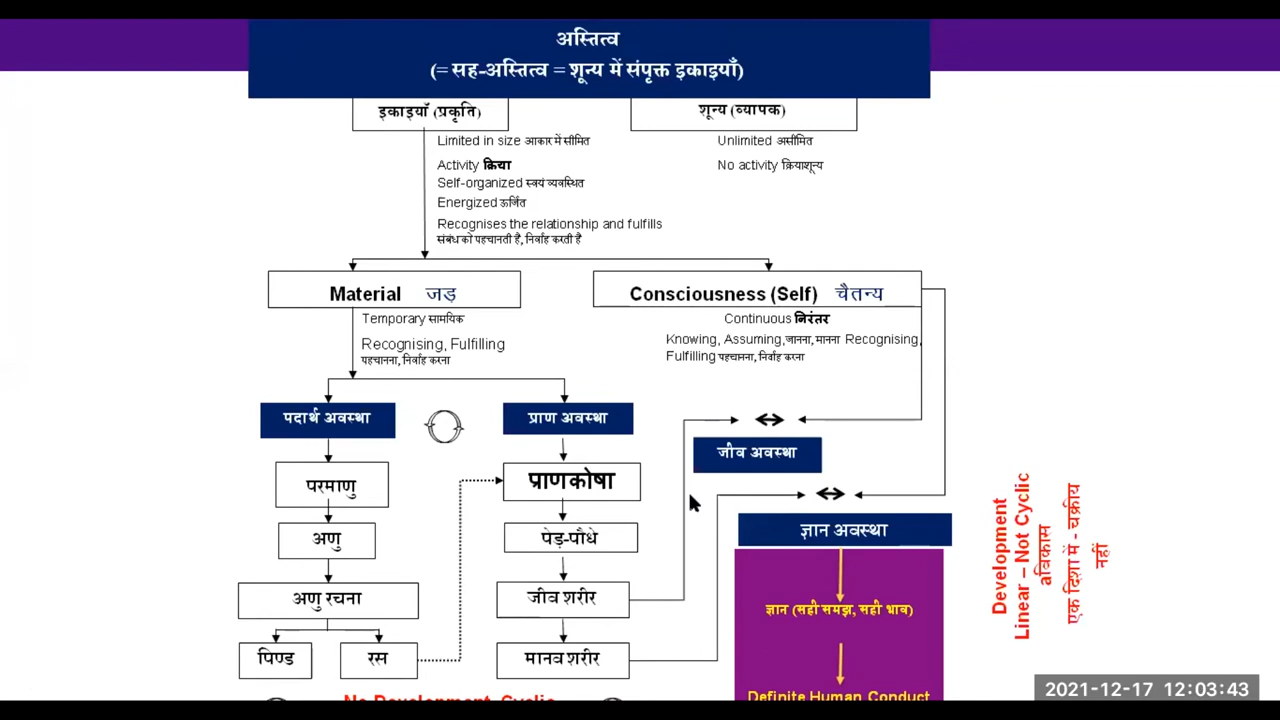 अस्तित्व
(= सह-अस्तित्व = शून्य में संपृक्त इकाइयाँ)
इकाइयाँ (प्रकृति)
शून्य (व्यापक)
Limited in size आकार में सीमित
Unlimited असीमित
Activity क्रिया
No activity क्रियाशून्य
Self-organized स्वयं व्यवस्थित
Energized ऊर्जित
Recognises the relationship and fulfills
संबंध को पहचानती है, निर्वाह करती है
Material जड़
Consciousness (Self) चैतन्य
Temporary सामयिक
Continuous निरंतर
Recognising, Fulfilling
पहचानना, निर्वाह करना
Knowing, Assuming,जानना, मानना Recognising,
Fulfilling पहचानना, निर्वाह करना
पदार्थ अवस्था
प्राण अवस्था
जीव अवस्था
परमाणु
प्राणकोषा
अणु
पेड़-पौधे
ज्ञान अवस्था
अणु रचना
जीव शरीर
ज्ञान (सही समझ, सही भाव)
पिण्ड
रस
मानव शरीर
Definite Human Conduct
No Development, Cyclic
Development
Linear – Not Cyclic
aविकास
एक दिशा में - चक्रीय
नहीं
2021-12-17 12:03:43